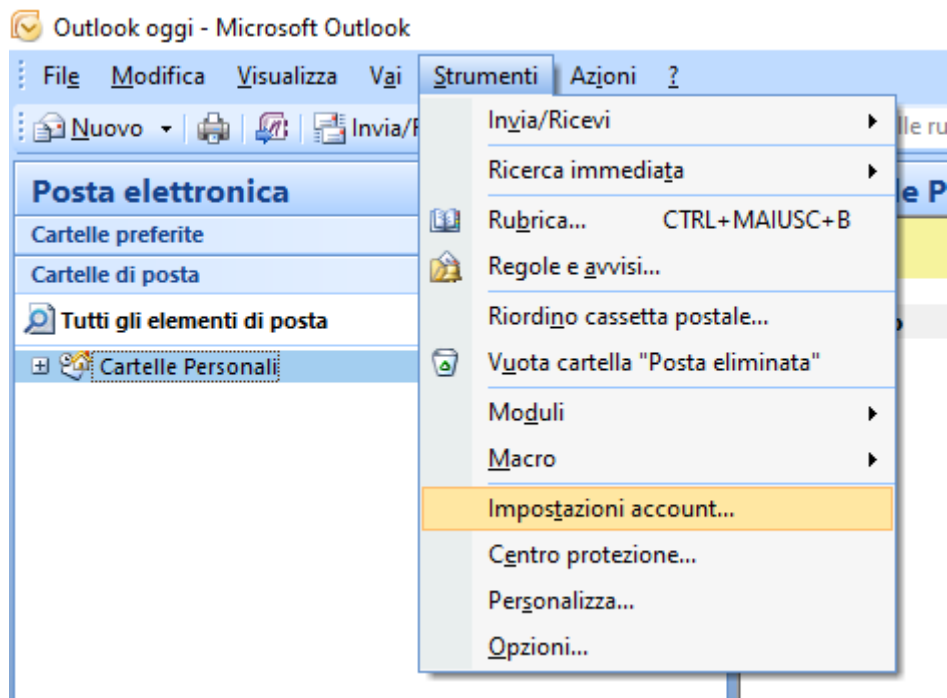 Outlook oggi - Microsoft Outlook
File Modifica Visualizza Vai Strumenti Azioni ?
Nuovo Invia/
Invia/Ricevi
Ricerca immediata
Rubrica... CTRL+MAIUSC+B
Regole e avvisi...
Riordino cassetta postale...
Vuota cartella "Posta eliminata"
Moduli
Macro
Impostazioni account...
Centro protezione...
Personalizza...
Opzioni...
Posta elettronica
Cartelle preferite
Cartelle di posta
Tutti gli elementi di posta
Cartelle Personali